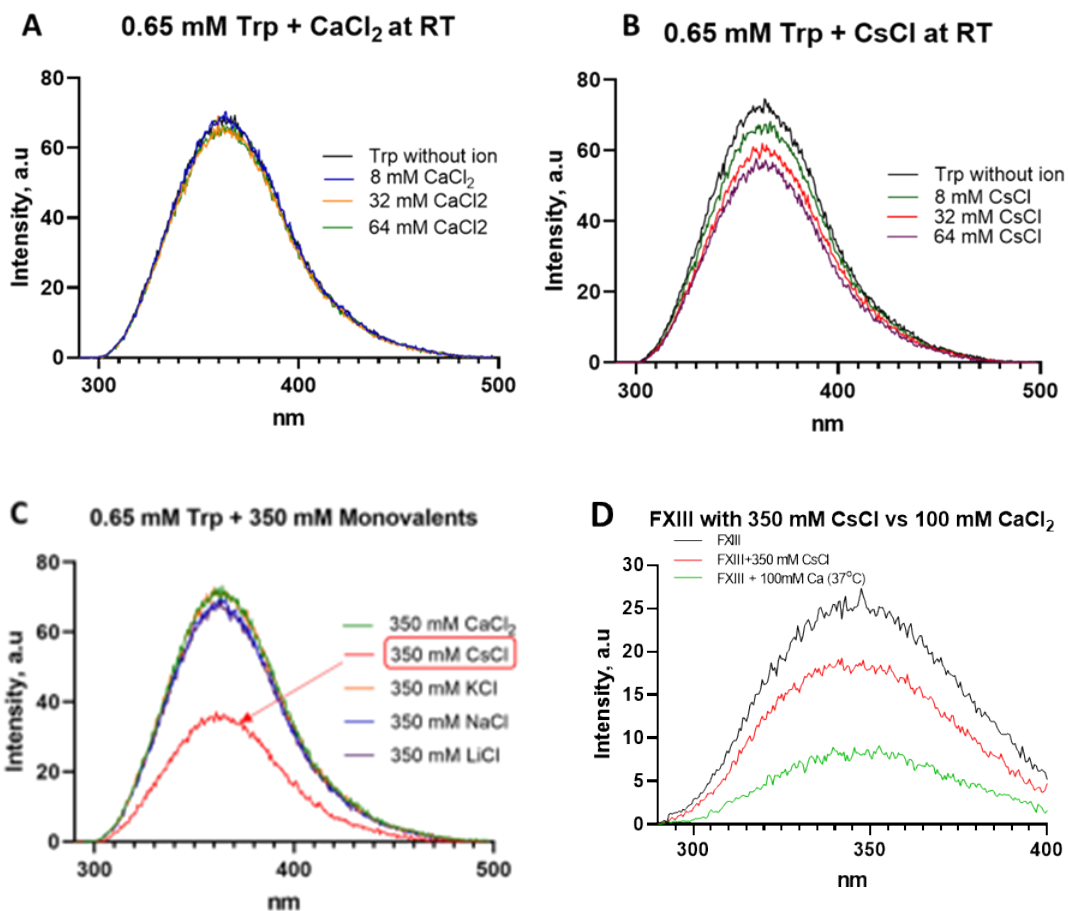 A
0.65 mM Trp + CaCl₂ at RT
80
60
40
20
0
Intensity, a.u
Trp without ion
8 mM CaCl₂
32 mM CaCl2
64 mM CaCl2
300
400
500
nm
B
0.65 mM Trp + CsCl at RT
80
60
40
20
0
Intensity, a.u
Trp without ion
8 mM CsCl
32 mM CsCl
64 mM CsCl
300
400
500
nm
C
0.65 mM Trp + 350 mM Monovalents
80
60
40
20
0
Intensity, a.u
350 mM CaCl₂
350 mM CsCl
350 mM KCl
350 mM NaCl
350 mM LiCl
300
400
500
nm
D
FXIII with 350 mM CsCl vs 100 mM CaCl₂
FXIII
FXIII+350 mM CsCl
FXIII + 100mM Ca (37°C)
30
25
20
15
10
5
0
Intensity, a.u
300
350
400
nm